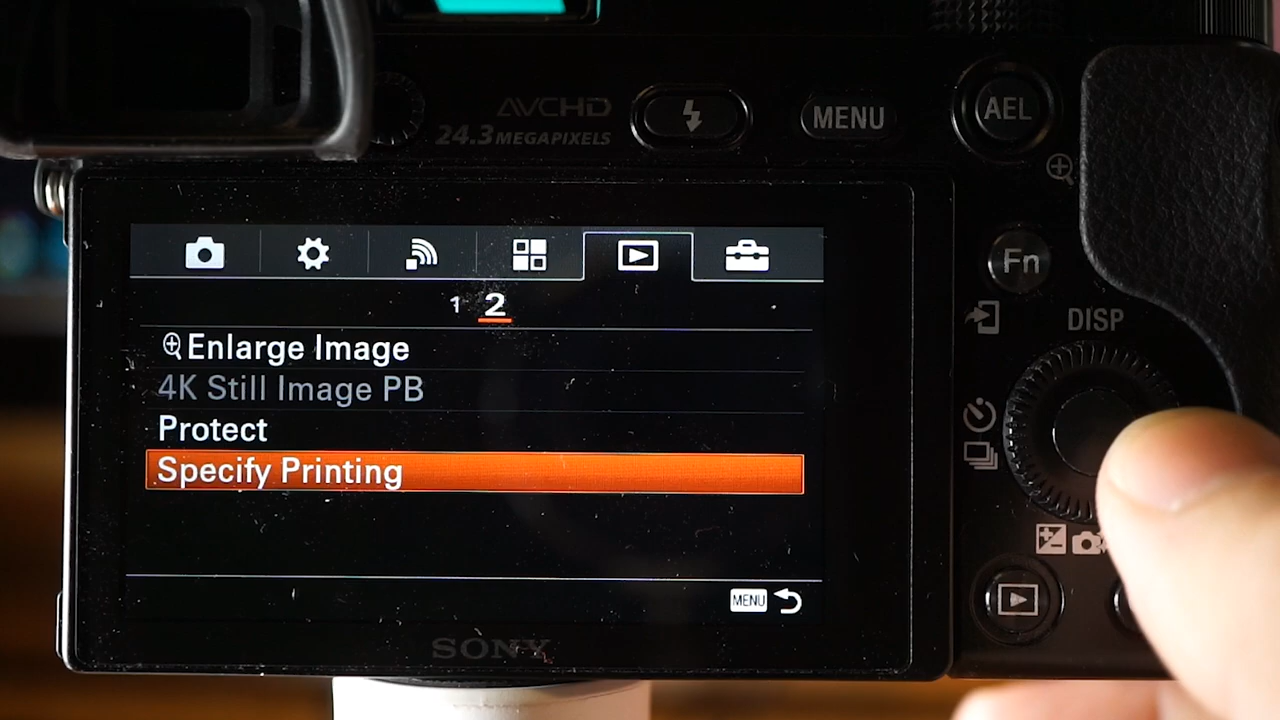 AVCHD
24.3 MEGAPIXELS
MENU
AEL
Fn
DISP
1 2
Enlarge Image
4K Still Image PB
Protect
Specify Printing
MENU
SONY